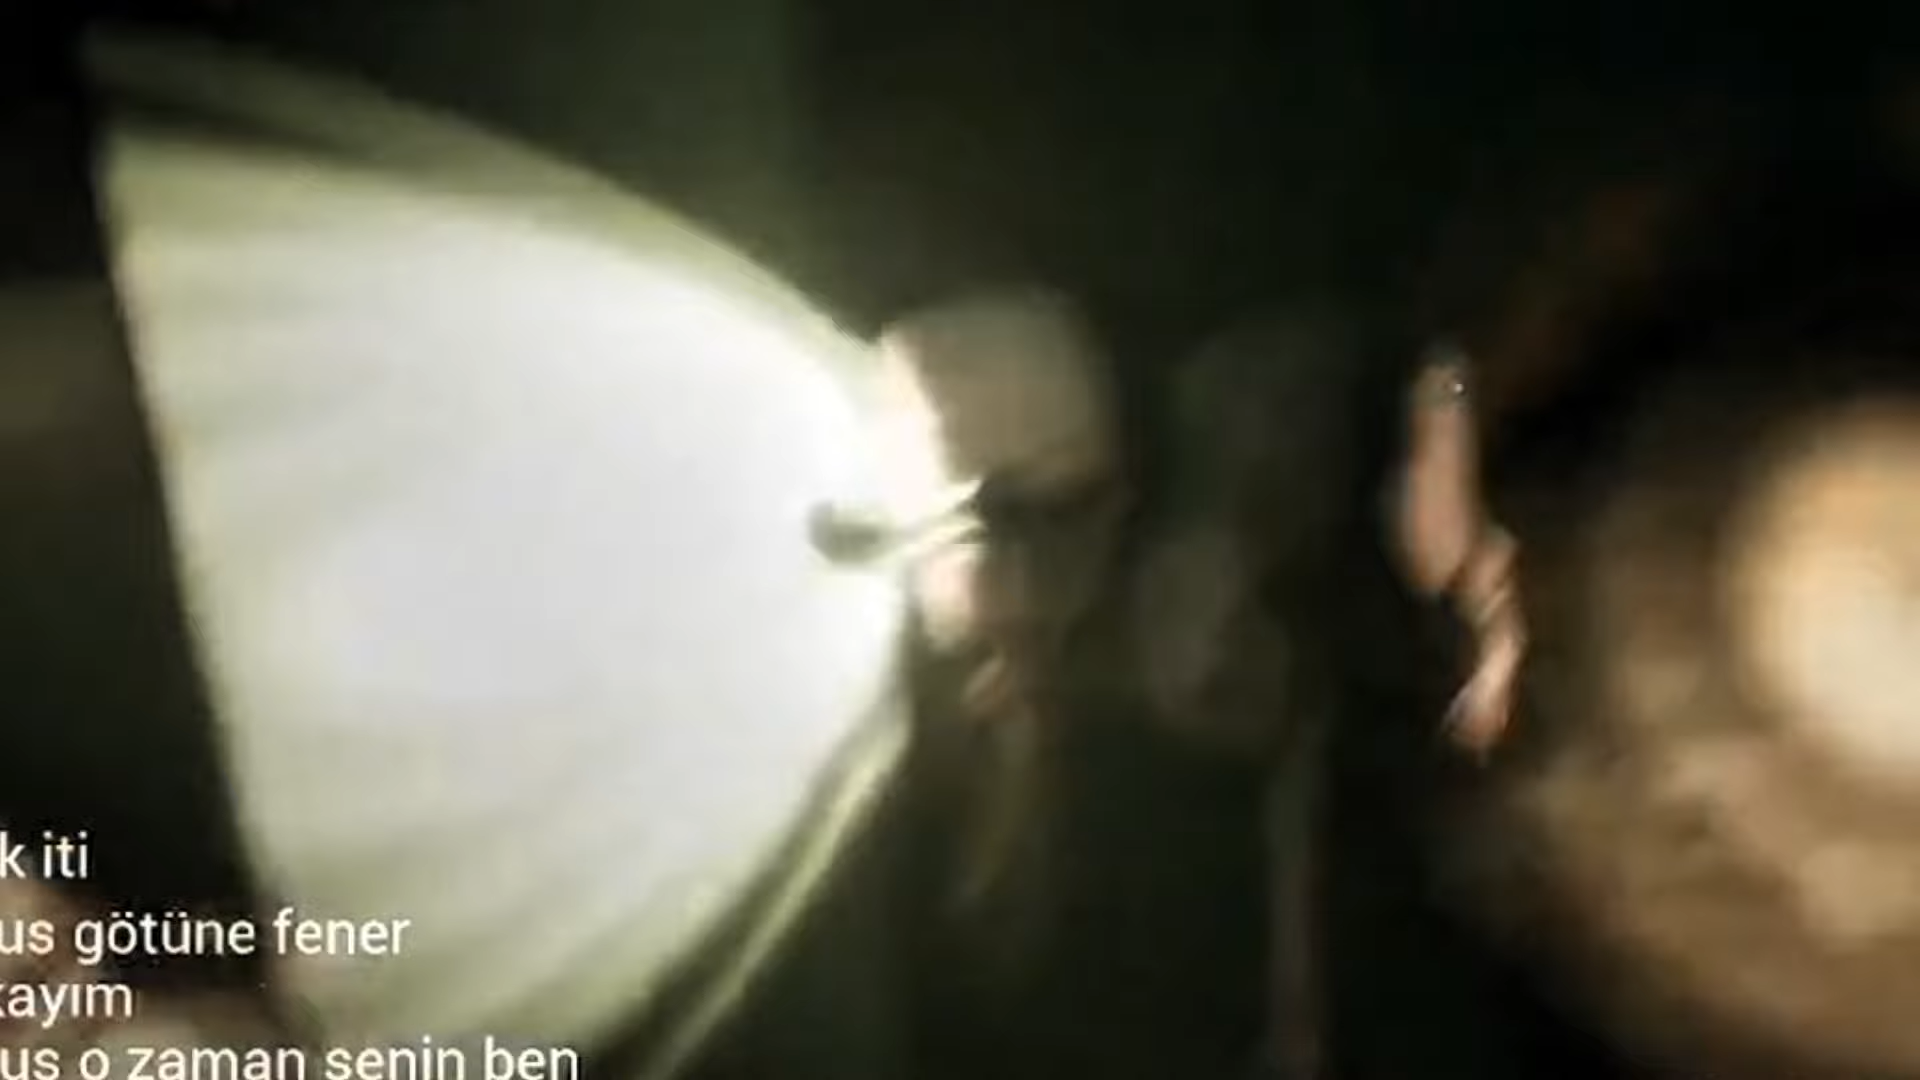 k iti
us götüne fener
kayım
us o zaman senin ben